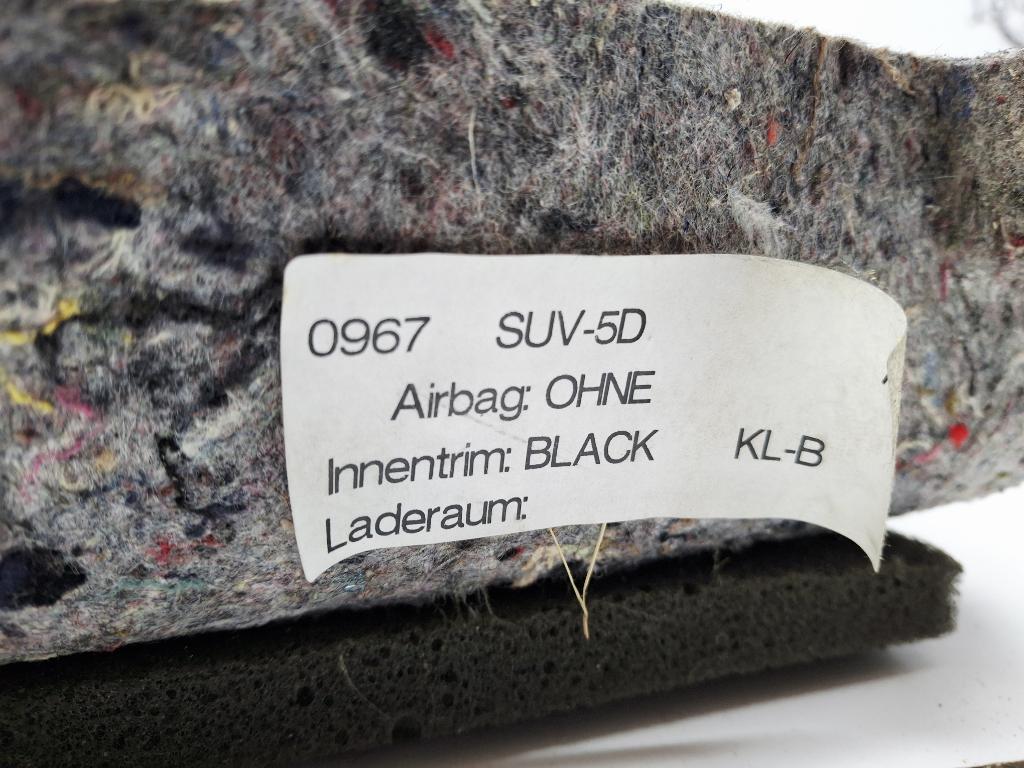 0967 SUV-5D
Airbag: OHNE
Innentrim: BLACK KL-B
Laderaum: